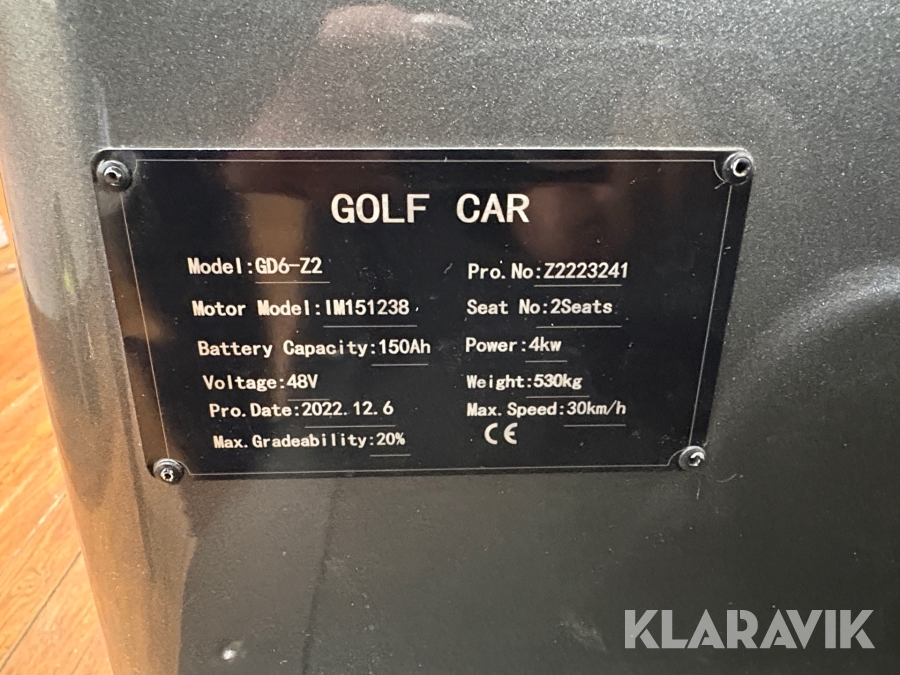 GOLF CAR
Model:GD6-Z2 Pro.No:Z2223241
Motor Model:IM151238 Seat No:2Seats
Battery Capacity:150Ah Power:4kw
Voltage:48V Weight:530kg
Pro.Date:2022.12.6 Max.Speed:30km/h
Max.Gradeability:20% CE
KLARAVIK